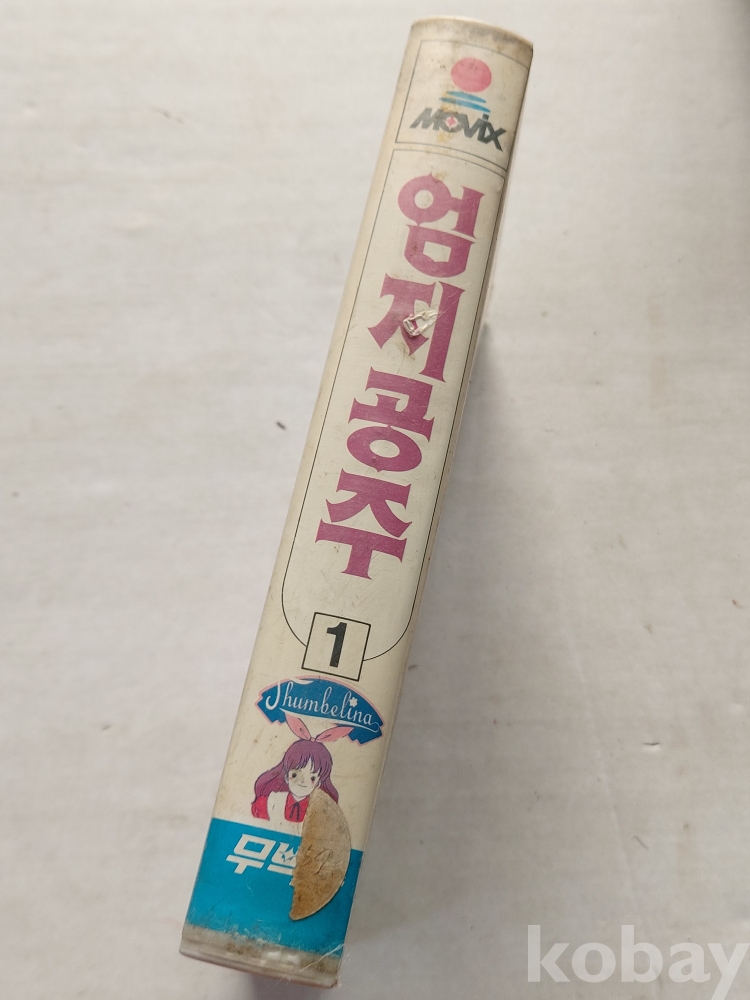 MOVIX
엄지공주
1
Thumbelina
kobay